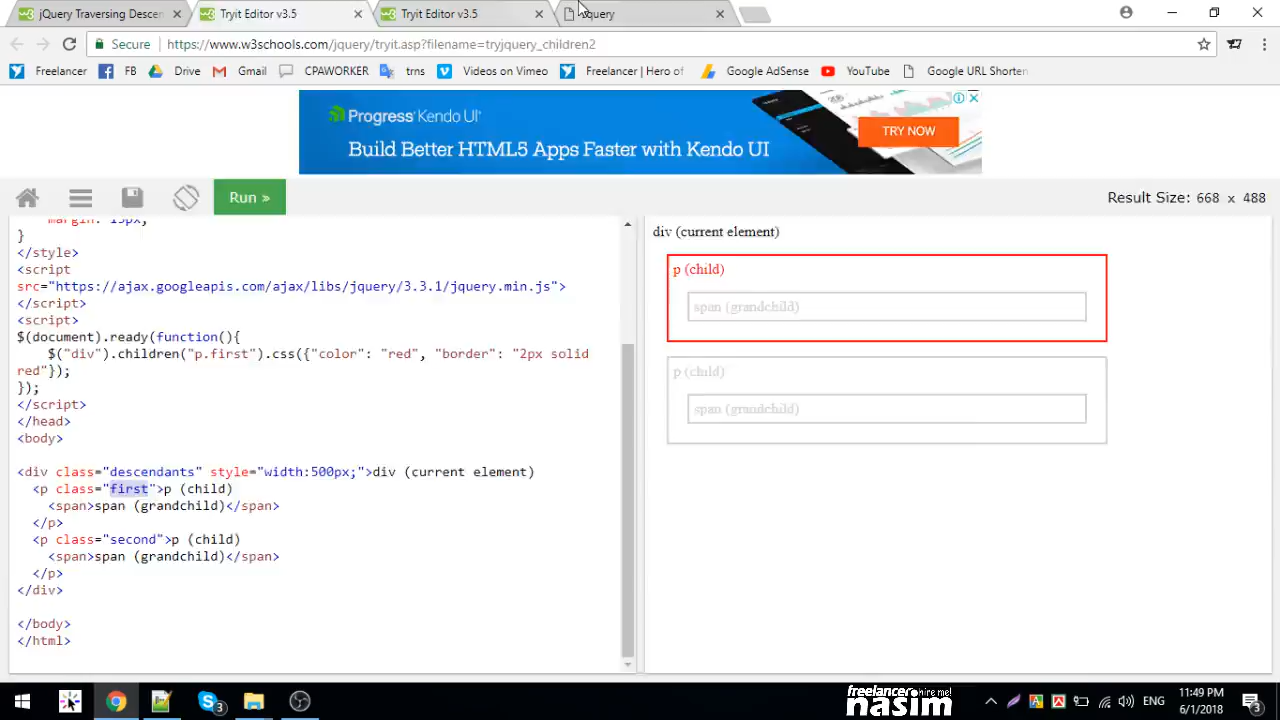 jQuery Traversing Descen
Tryit Editor v3.5
Tryit Editor v3.5
Secure
https://www.w3schools.com/jquery/tryit.asp?filename=tryjquery_children2
Freelancer
FB
Drive
Gmail
CPAWORKER
trns
Videos on Vimeo
Freelancer | Hero of
Google AdSense
YouTube
Google URL Shorten
Progress Kendo UI
Build Better HTML5 Apps Faster with Kendo UI
TRY NOW
Run »
Result Size: 668 x 488
margin: 15px;
}
</style>
<script
src="https://ajax.googleapis.com/ajax/libs/jquery/3.3.1/jquery.min.js">
</script>
<script>
$(document).ready(function(){
$("div").children("p.first").css({"color": "red", "border": "2px solid
red"});
});
</script>
</head>
<body>
<div class="descendants" style="width:500px;">div (current element)
<p class="first">p (child)
<span>span (grandchild)</span>
</p>
<p class="second">p (child)
<span>span (grandchild)</span>
</p>
</div>
</body>
</html>
div (current element)
p (child)
span (grandchild)
p (child)
span (grandchild)
3
freelancer hire me!
nasim
ENG
11:49 PM
6/1/2018
3